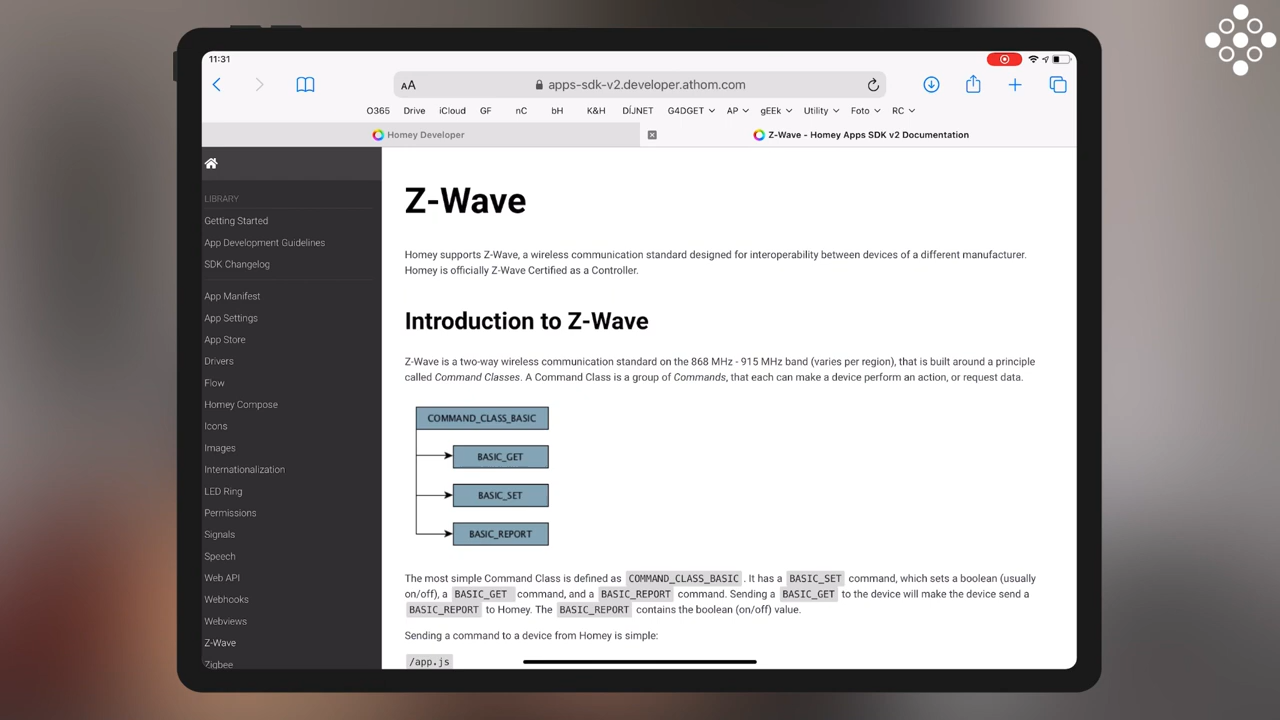 11:31
AA
apps-sdk-v2.developer.athom.com
O365 Drive iCloud GF nC bH K&H DÍJNET G4DGET AP gEEk Utility Foto RC
Homey Developer
Z-Wave - Homey Apps SDK v2 Documentation
LIBRARY
Getting Started
App Development Guidelines
SDK Changelog
App Manifest
App Settings
App Store
Drivers
Flow
Homey Compose
Icons
Images
Internationalization
LED Ring
Permissions
Signals
Speech
Web API
Webhooks
Webviews
Z-Wave
Zigbee
Z-Wave
Homey supports Z-Wave, a wireless communication standard designed for interoperability between devices of a different manufacturer.
Homey is officially Z-Wave Certified as a Controller.
Introduction to Z-Wave
Z-Wave is a two-way wireless communication standard on the 868 MHz - 915 MHz band (varies per region), that is built around a principle
called Command Classes. A Command Class is a group of Commands, that each can make a device perform an action, or request data.
COMMAND_CLASS_BASIC
BASIC_GET
BASIC_SET
BASIC_REPORT
The most simple Command Class is defined as COMMAND_CLASS_BASIC. It has a BASIC_SET command, which sets a boolean (usually
on/off), a BASIC_GET command, and a BASIC_REPORT command. Sending a BASIC_GET to the device will make the device send a
BASIC_REPORT to Homey. The BASIC_REPORT contains the boolean (on/off) value.
Sending a command to a device from Homey is simple:
/app.js